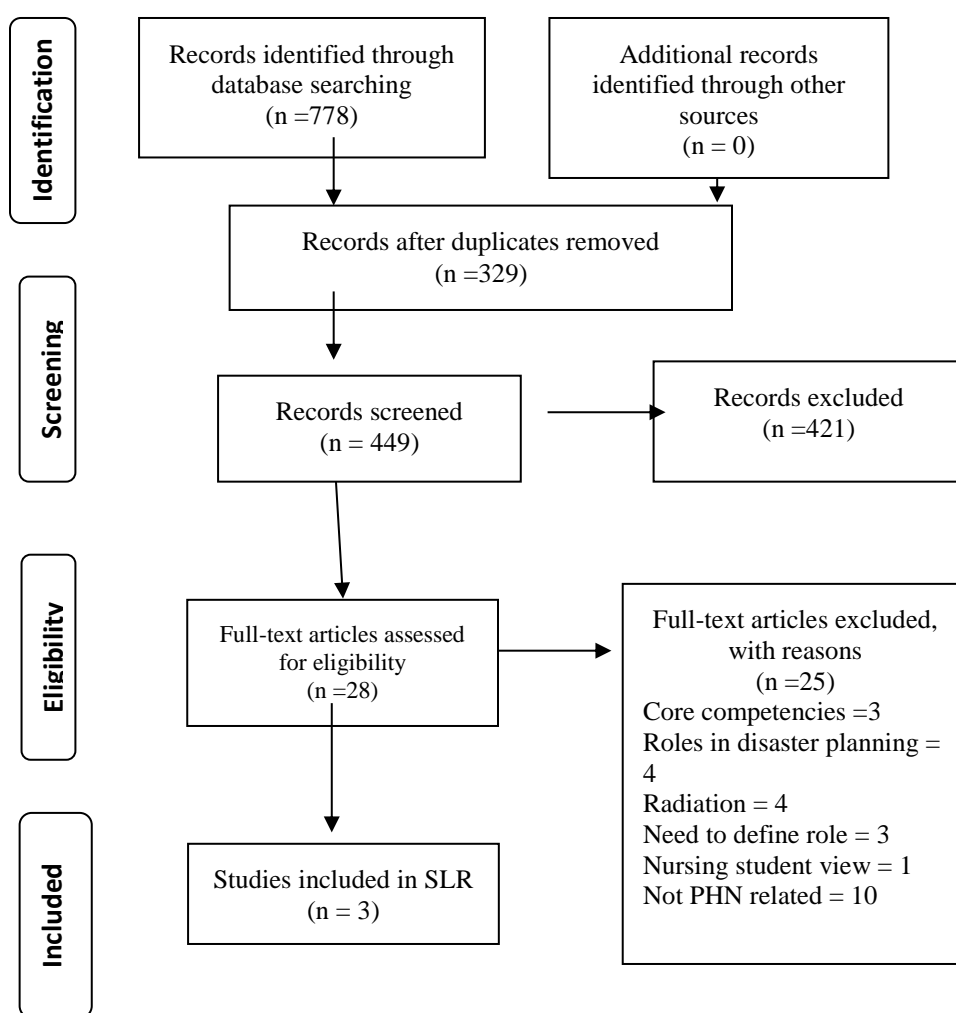 Identification
Records identified through
database searching
(n =778)
Additional records
identified through other
sources
(n = 0)
Records after duplicates removed
(n =329)
Screening
Records screened
(n = 449)
Records excluded
(n =421)
Eligibility
Full-text articles assessed
for eligibility
(n =28)
Full-text articles excluded,
with reasons
(n =25)
Core competencies =3
Roles in disaster planning =
4
Radiation = 4
Need to define role = 3
Nursing student view = 1
Not PHN related = 10
Included
Studies included in SLR
(n = 3)